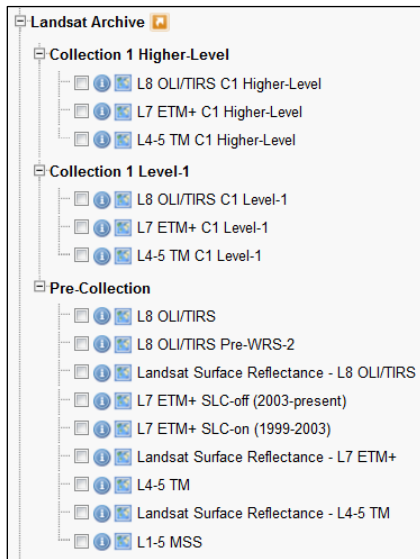 Landsat Archive
Collection 1 Higher-Level
L8 OLI/TIRS C1 Higher-Level
L7 ETM+ C1 Higher-Level
L4-5 TM C1 Higher-Level
Collection 1 Level-1
L8 OLI/TIRS C1 Level-1
L7 ETM+ C1 Level-1
L4-5 TM C1 Level-1
Pre-Collection
L8 OLI/TIRS
L8 OLI/TIRS Pre-WRS-2
Landsat Surface Reflectance - L8 OLI/TIRS
L7 ETM+ SLC-off (2003-present)
L7 ETM+ SLC-on (1999-2003)
Landsat Surface Reflectance - L7 ETM+
L4-5 TM
Landsat Surface Reflectance - L4-5 TM
L1-5 MSS